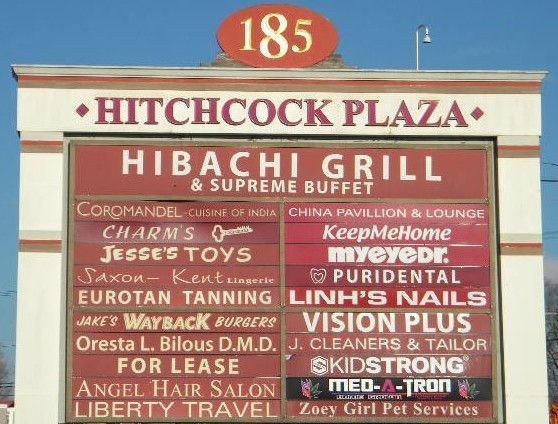 185
HITCHCOCK PLAZA
HIBACHI GRILL
& SUPREME BUFFET
COROMANDEL - CUISINE OF INDIA
CHARM'S
JESSE'S TOYS
Saxon - Kent Lingerie
EUROTAN TANNING
JAKE'S WAYBACK BURGERS
Oresta L. Bilous D.M.D.
FOR LEASE
ANGEL HAIR SALON
LIBERTY TRAVEL
CHINA PAVILLION & LOUNGE
KeepMeHome
myeyedr.
PURIDENTAL
LINH'S NAILS
VISION PLUS
J. CLEANERS & TAILOR
KIDSTRONG
MED-A-TRON
Zoey Girl Pet Services